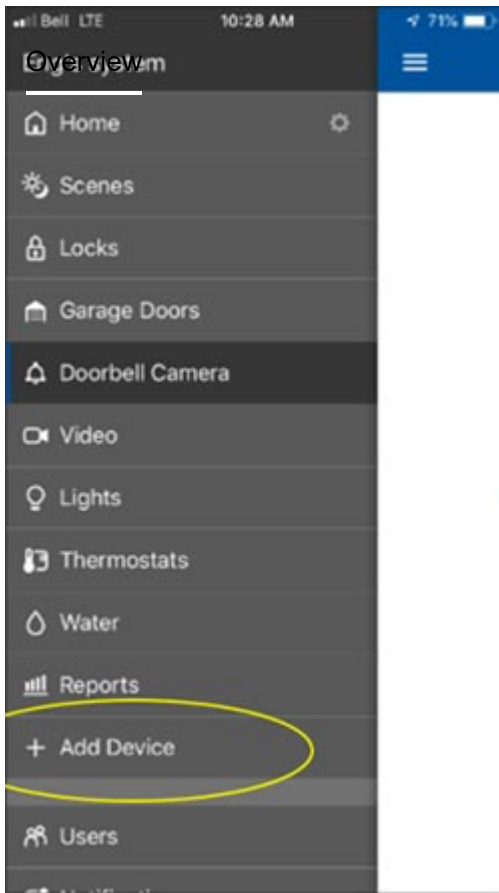 Bell LTE 10:28 AM 71%
Overview
Home
Scenes
Locks
Garage Doors
Doorbell Camera
Video
Lights
Thermostats
Water
Reports
+ Add Device
Users